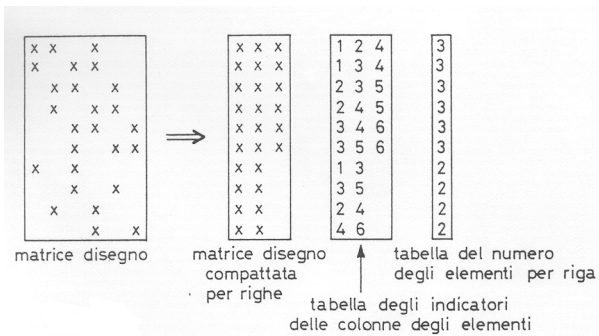 x x x
x x x
x x x
x x x
x x x
x x x
x x
x x
x x
x x
x x x
x x x
x x x
x x x
x x x
x x x
x x
x x
x x
x x
1 2 4
1 3 4
2 3 5
2 4 5
3 4 6
3 5 6
1 3
3 5
2 4
4 6
3
3
3
3
3
3
2
2
2
2
matrice disegno
matrice disegno
compattata
per righe
tabella del numero
degli elementi per riga
tabella degli indicatori
delle colonne degli elementi